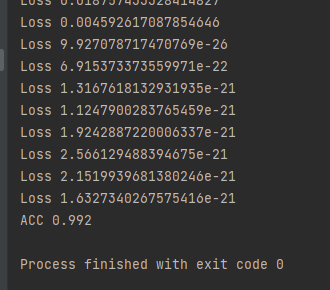 Loss 0.004592617087854646
Loss 9.927078717470769e-26
Loss 6.915373373559971e-22
Loss 1.3167618132931935e-21
Loss 1.1247900283765459e-21
Loss 1.9242887220006337e-21
Loss 2.566129488394675e-21
Loss 2.1519939681380246e-21
Loss 1.6327340267575416e-21
ACC 0.992
Process finished with exit code 0